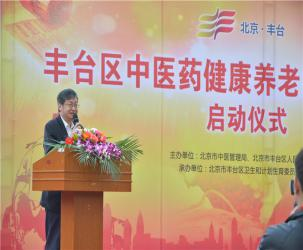 北京·丰台
丰台区中医药健康养老
启动仪式
主办单位：北京市中医管理局、北京市丰台区人
承办单位：北京市丰台区卫生和计划生育委员